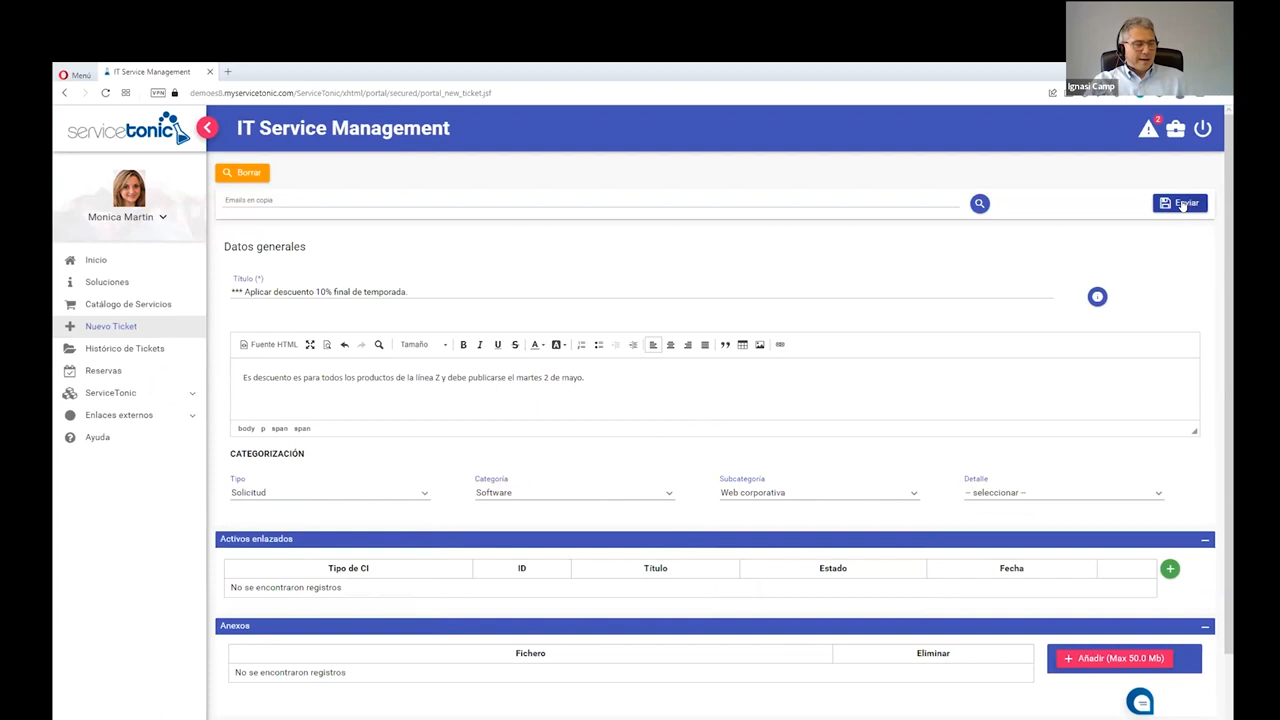 Menú
IT Service Management
VPN
demoes8.myservicetonic.com/ServiceTonic/xhtml/portal/secured/portal_new_ticket.jsf
Ignasi Camp
servicetonic
IT Service Management
2
Monica Martin
Inicio
Soluciones
Catálogo de Servicios
Nuevo Ticket
Histórico de Tickets
Reservas
ServiceTonic
Enlaces externos
Ayuda
Borrar
Emails en copia
Enviar
Datos generales
Título (*)
*** Aplicar descuento 10% final de temporada.
Fuente HTML Tamaño B I U S A A
Es descuento es para todos los productos de la línea Z y debe publicarse el martes 2 de mayo.
body p span span
CATEGORIZACIÓN
Tipo Categoría Subcategoría Detalle
Solicitud Software Web corporativa -- seleccionar --
Activos enlazados
Tipo de CI ID Título Estado Fecha
No se encontraron registros
Anexos
Fichero Eliminar
Añadir (Max 50.0 Mb)
No se encontraron registros